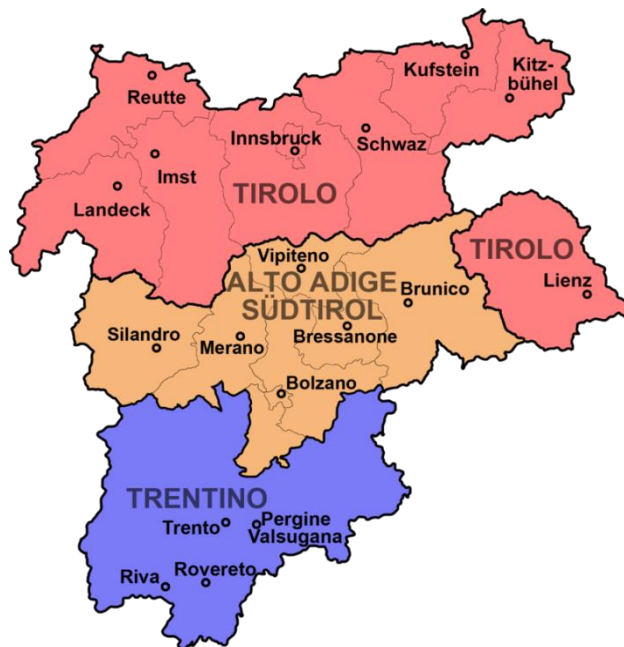 Kufstein
Kitz-
bühel
Reutte
Innsbruck
Schwaz
Imst
Landeck
TIROLO
TIROLO
Lienz
Vipiteno
ALTO ADIGE
SÜDTIROL
Brunico
Silandro
Merano
Bressanone
Bolzano
TRENTINO
Trento
Pergine
Valsugana
Riva
Rovereto